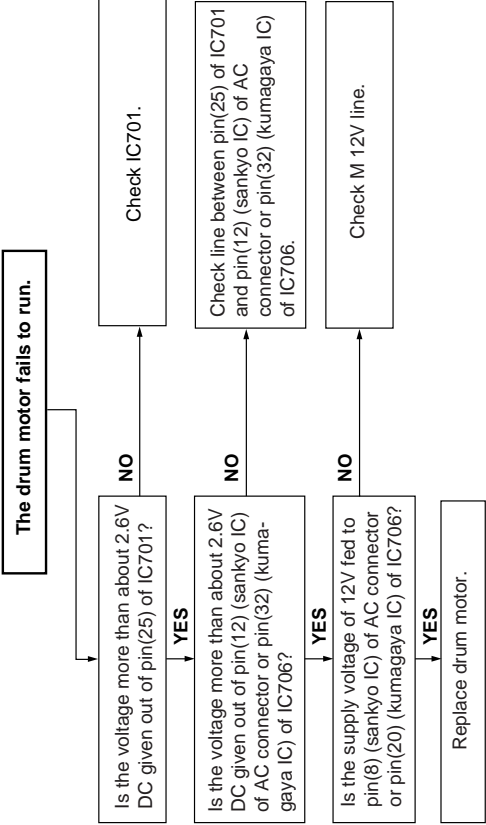 The drum motor fails to run.
Is the voltage more than about 2.6V
DC given out of pin(25) of IC701?
NO
Check IC701.
YES
Is the voltage more than about 2.6V
DC given out of pin(12) (sankyo IC)
of AC connector or pin(32) (kuma-
gaya IC) of IC706?
NO
Check line between pin(25) of IC701
and pin(12) (sankyo IC) of AC
connector or pin(32) (kumagaya IC)
of IC706.
YES
Is the supply voltage of 12V fed to
pin(8) (sankyo IC) of AC connector
or pin(20) (kumagaya IC) of IC706?
NO
Check M 12V line.
YES
Replace drum motor.